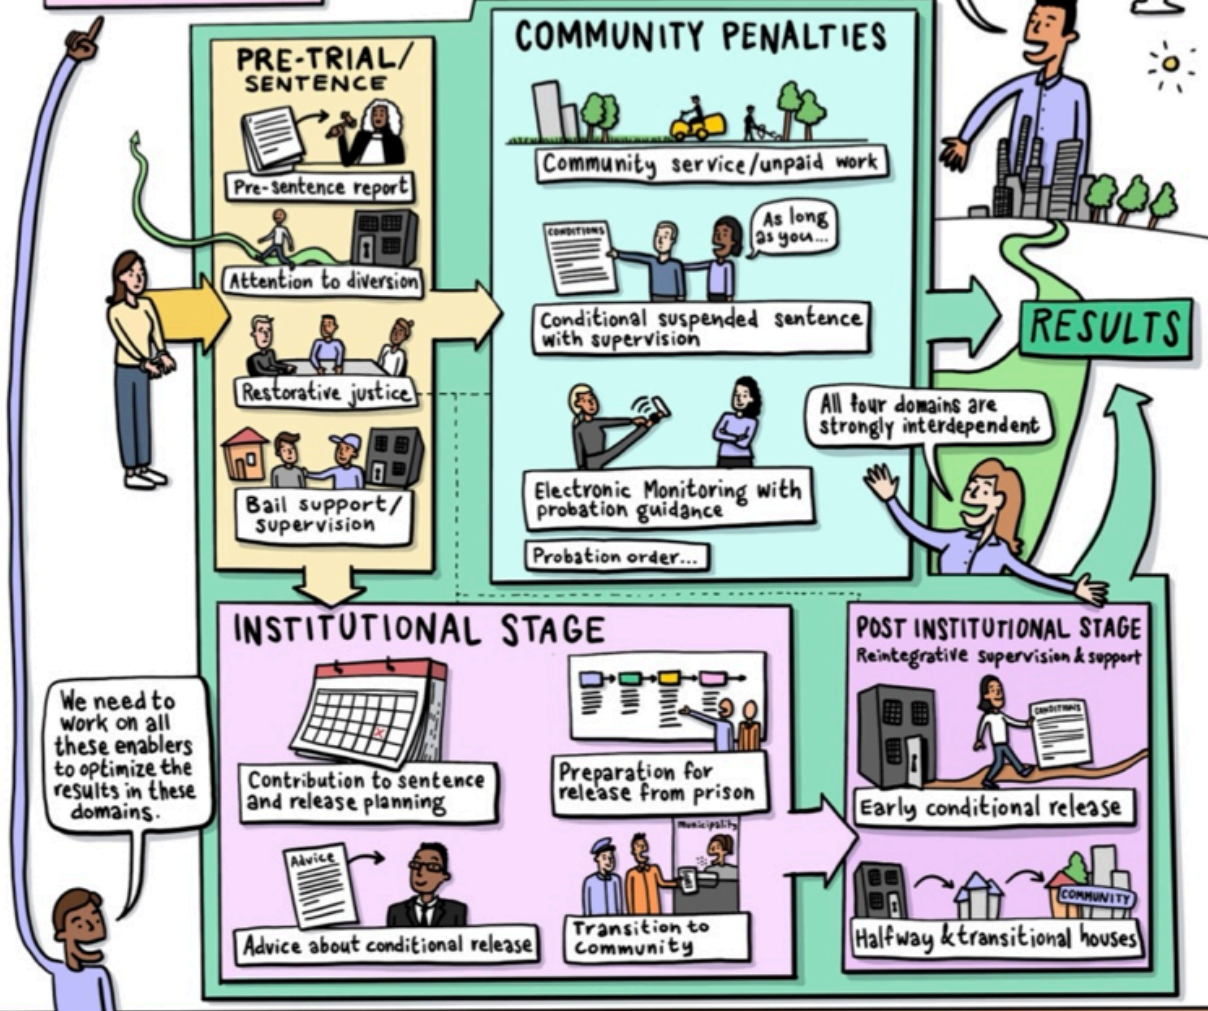 PRE-TRIAL/
SENTENCE
Pre-sentence report
Attention to diversion
Restorative justice
Bail support/
supervision
COMMUNITY PENALTIES
Community service/unpaid work
CONDITIONS
As long
as you...
Conditional suspended sentence
with supervision
Electronic Monitoring with
probation guidance
Probation order...
RESULTS
All four domains are
strongly interdependent
We need to
work on all
these enablers
to optimize the
results in these
domains.
INSTITUTIONAL STAGE
Contribution to sentence
and release planning
Preparation for
release from prison
Advice
Advice about conditional release
municipality
Transition to
Community
POST INSTITUTIONAL STAGE
Reintegrative supervision & support
CONDITIONS
Early conditional release
COMMUNITY
Halfway & transitional houses